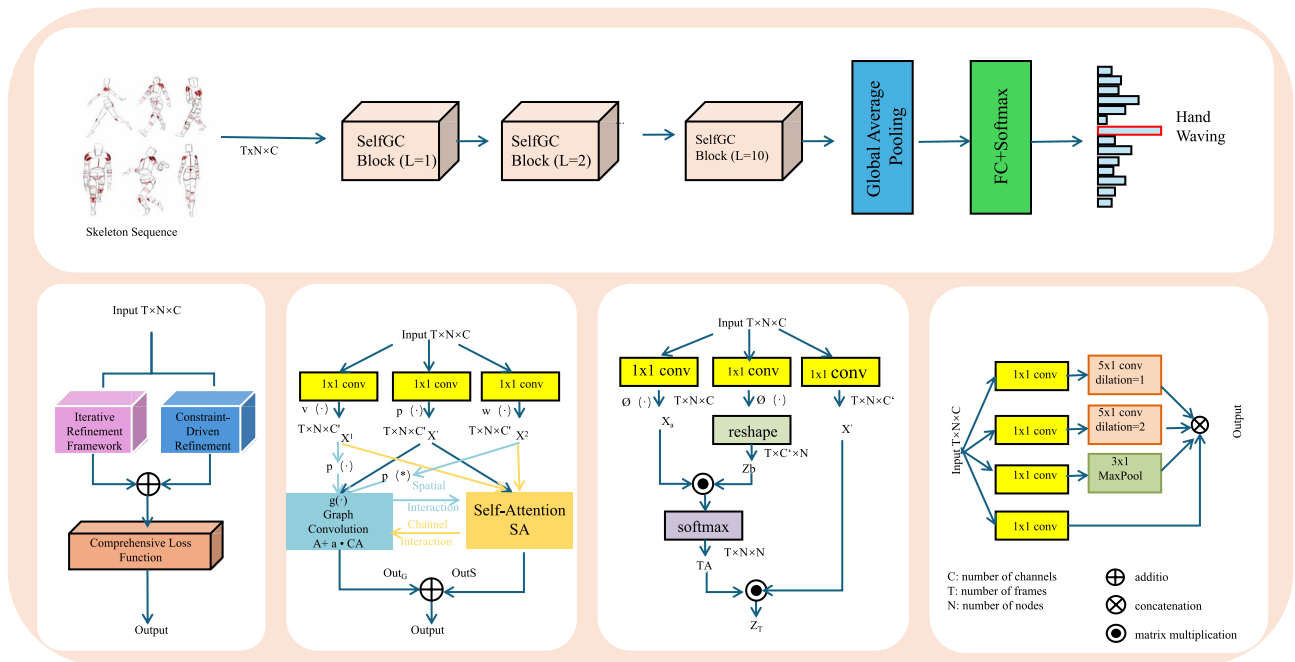 Skeleton Sequence
TxN×C
SelfGC
Block (L=1)
SelfGC
Block (L=2)
...
SelfGC
Block (L=10)
Global Average
Pooling
FC+Softmax
Hand
Waving
Input T×N×C
Iterative
Refinement
Framework
Constraint-
Driven
Refinement
Comprehensive Loss
Function
Output
Input T×N×C
1x1 conv
1x1 conv
1x1 conv
v (·)
p (·)
w (·)
T×N×C'
X¹
T×N×C'
X'
T×N×C'
X²
p (·)
p (*)
Spatial
Interaction
g(·)
Graph
Convolution
A+ a • CA
Channel
Interaction
Self-Attention
SA
Out_G
OutS
Output
Input T×N×C
1x1 conv
1x1 conv
1x1 conv
Ø (·)
T×N×C
Ø (·)
T×N×C‘
Xₐ
reshape
X'
T×C‘×N
Zb
softmax
T×N×N
TA
Z_T
Input T×N×C
1x1 conv
5x1 conv
dilation=1
1x1 conv
5x1 conv
dilation=2
1x1 conv
3x1
MaxPool
1x1 conv
Output
C: number of channels
T: number of frames
N: number of nodes
additio
concatenation
matrix multiplication